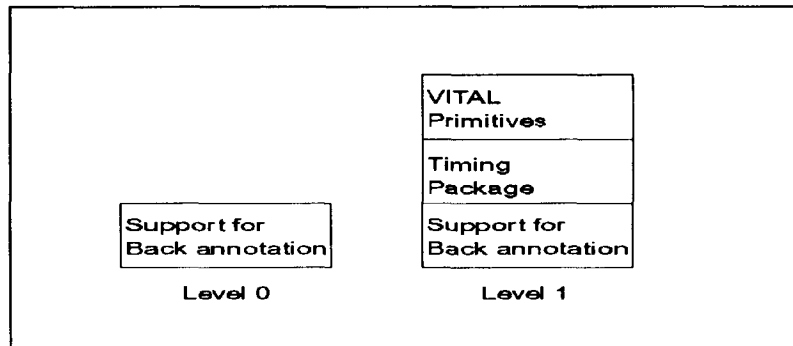 VITAL
Primitives
Timing
Package
Support for
Back annotation
Support for
Back annotation
Level 0
Level 1